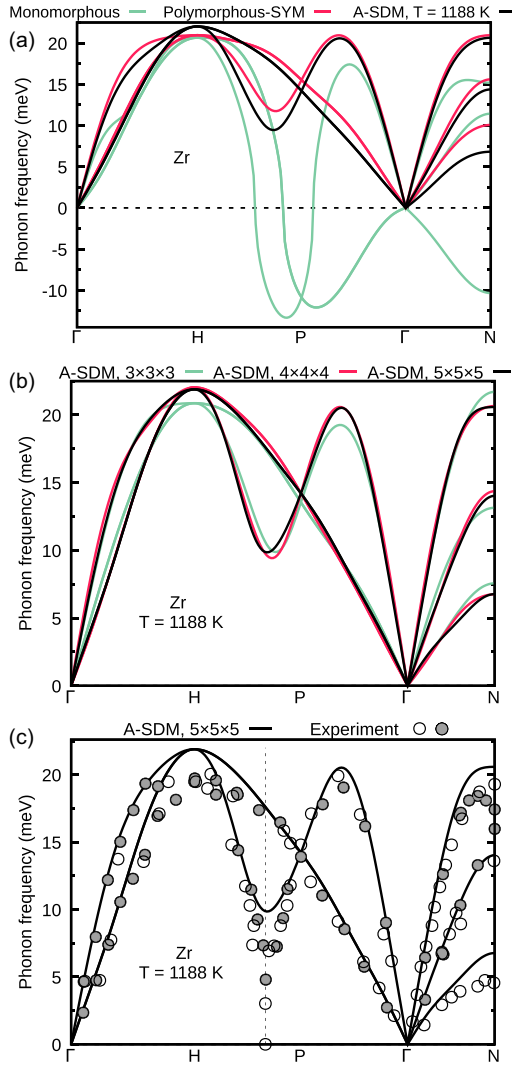 Monomorphous Polymorphous-SYM A-SDM, T = 1188 K
(a)
20
15
10
5
0
-5
-10
Phonon frequency (meV)
Zr
Γ H P Γ N
A-SDM, 3×3×3 A-SDM, 4×4×4 A-SDM, 5×5×5
(b)
20
15
10
5
0
Phonon frequency (meV)
Zr
T = 1188 K
Γ H P Γ N
(c)
A-SDM, 5×5×5 Experiment
20
15
10
5
0
Phonon frequency (meV)
Zr
T = 1188 K
Γ H P Γ N